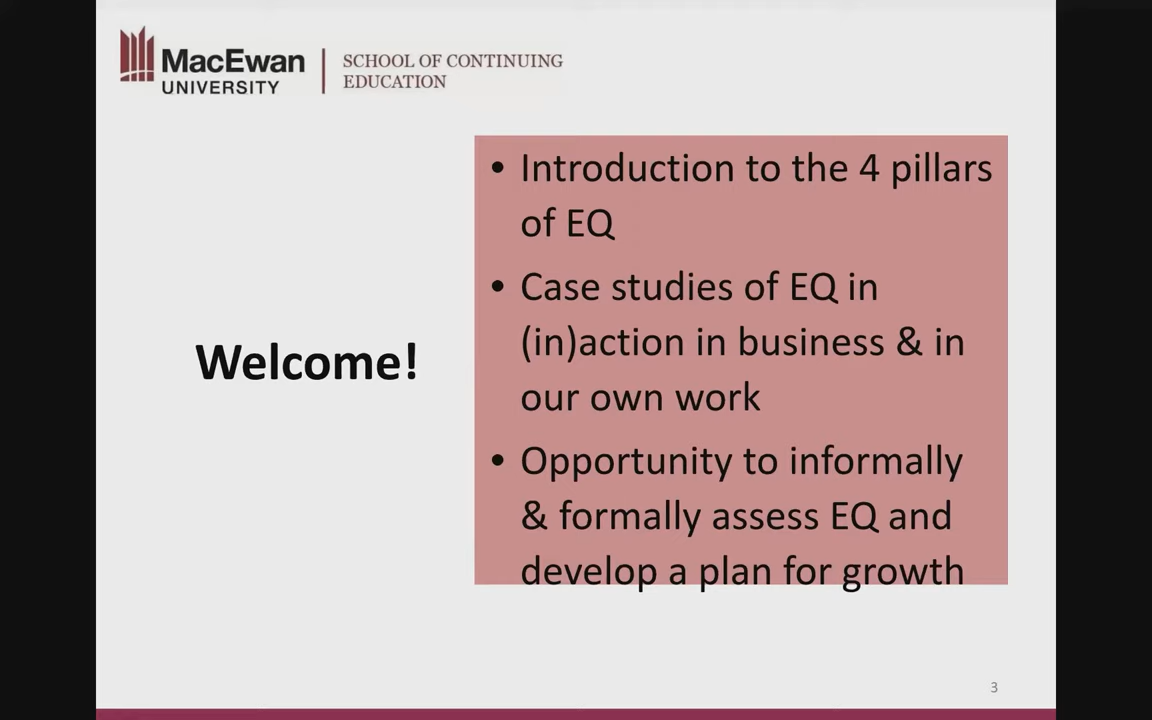 MacEwan
UNIVERSITY
SCHOOL OF CONTINUING
EDUCATION
Welcome!
• Introduction to the 4 pillars
of EQ
• Case studies of EQ in
(in)action in business & in
our own work
• Opportunity to informally
& formally assess EQ and
develop a plan for growth
3